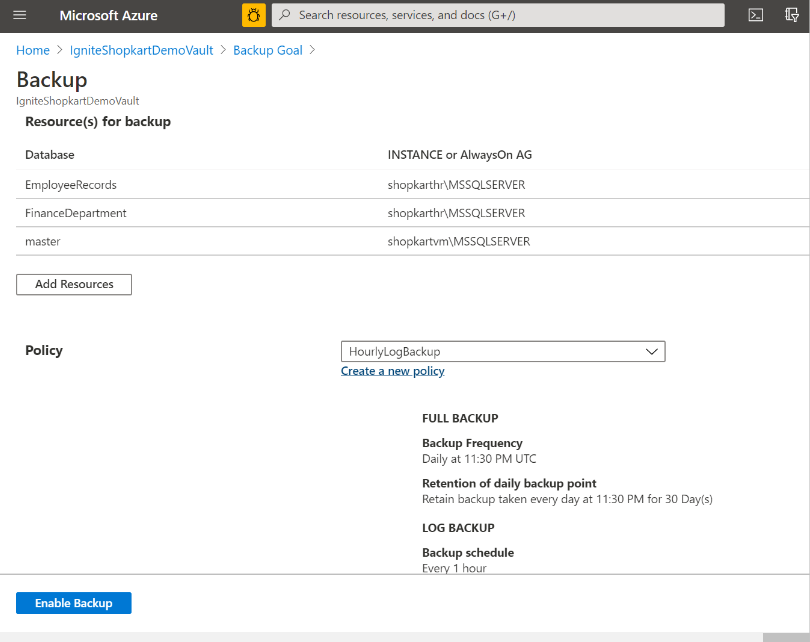 Microsoft Azure
Search resources, services, and docs (G+/)
Home > IgniteShopkartDemoVault > Backup Goal >
Backup
IgniteShopkartDemoVault
Resource(s) for backup
Database INSTANCE or AlwaysOn AG
EmployeeRecords shopkarthr\MSSQLSERVER
FinanceDepartment shopkarthr\MSSQLSERVER
master shopkartvm\MSSQLSERVER
Add Resources
Policy HourlyLogBackup
Create a new policy
FULL BACKUP
Backup Frequency
Daily at 11:30 PM UTC
Retention of daily backup point
Retain backup taken every day at 11:30 PM for 30 Day(s)
LOG BACKUP
Backup schedule
Every 1 hour
Enable Backup